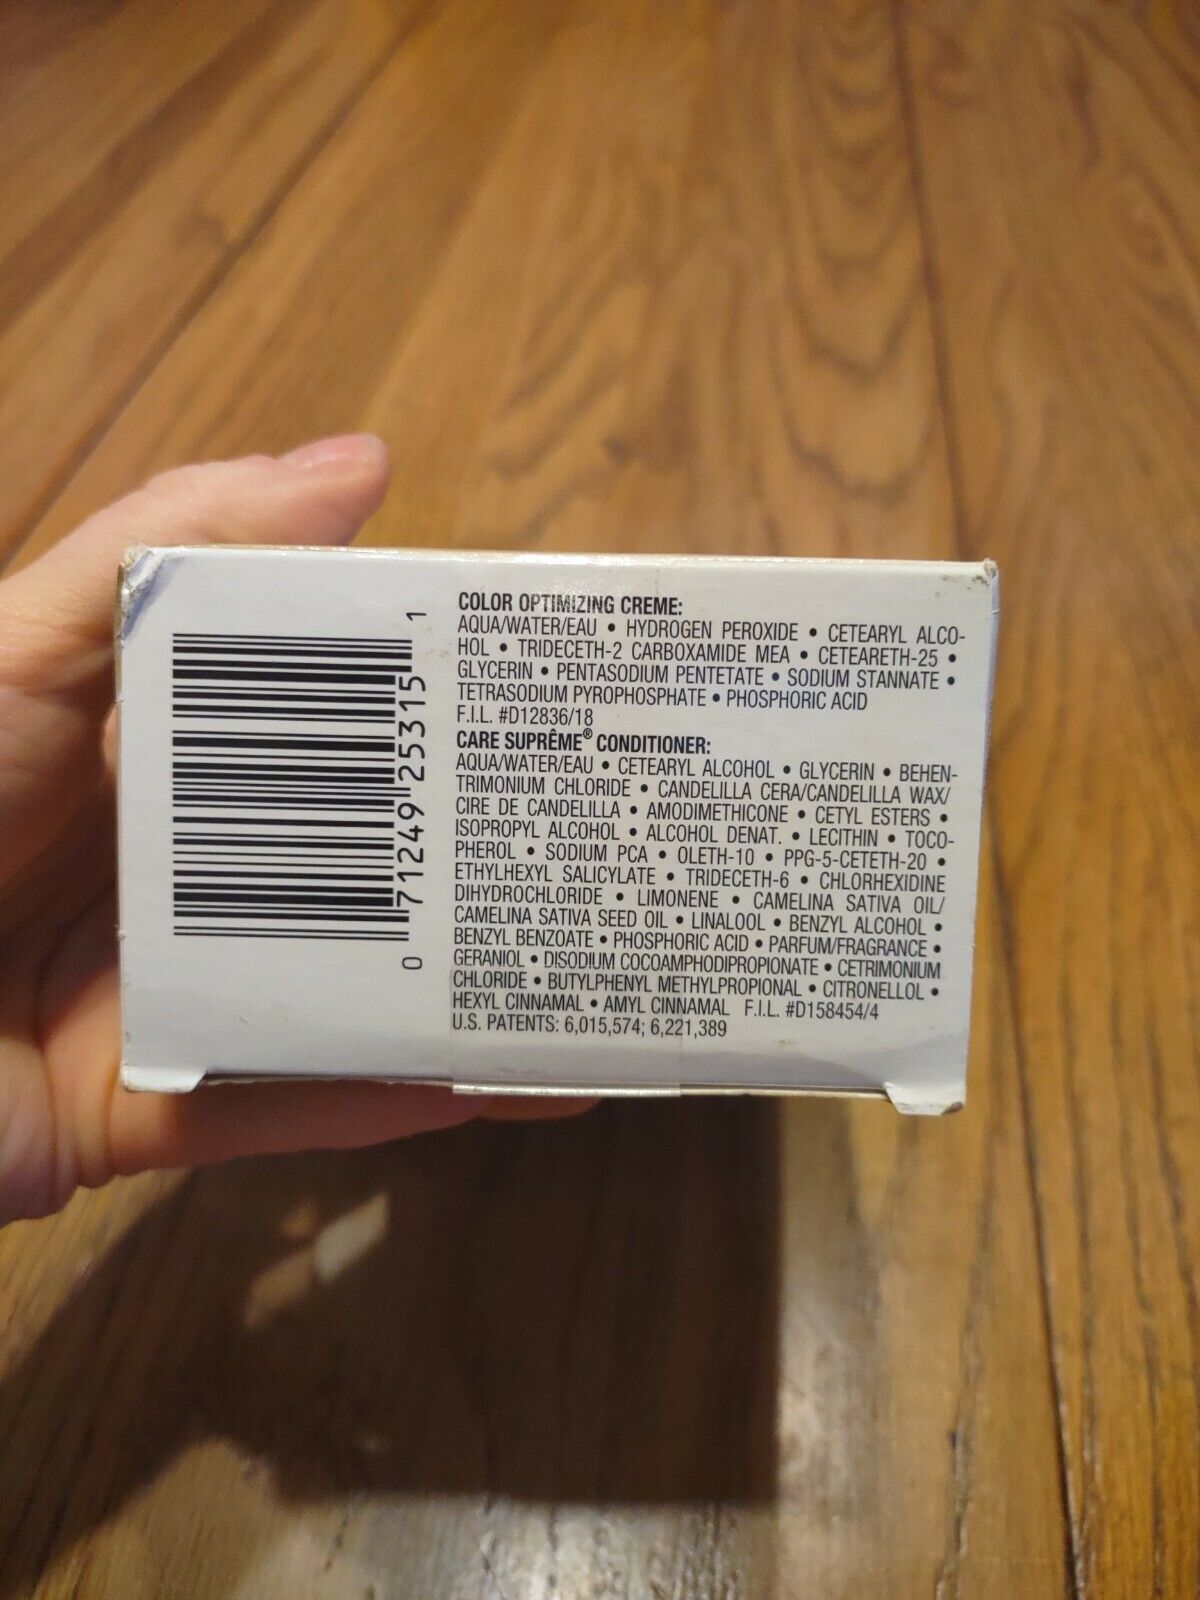 COLOR OPTIMIZING CREME:
AQUA/WATER/EAU • HYDROGEN PEROXIDE • CETEARYL ALCO-
HOL • TRIDECETH-2 CARBOXAMIDE MEA • CETEARETH-25 •
GLYCERIN • PENTASODIUM PENTETATE • SODIUM STANNATE •
TETRASODIUM PYROPHOSPHATE • PHOSPHORIC ACID
F.I.L. #D12836/18
CARE SUPRÊME® CONDITIONER:
AQUA/WATER/EAU • CETEARYL ALCOHOL • GLYCERIN • BEHEN-
TRIMONIUM CHLORIDE • CANDELILLA CERA/CANDELILLA WAX/
CIRE DE CANDELILLA • AMODIMETHICONE • CETYL ESTERS •
ISOPROPYL ALCOHOL • ALCOHOL DENAT. • LECITHIN • TOCO-
PHEROL • SODIUM PCA • OLETH-10 • PPG-5-CETETH-20 •
ETHYLHEXYL SALICYLATE • TRIDECETH-6 • CHLORHEXIDINE
DIHYDROCHLORIDE • LIMONENE • CAMELINA SATIVA OIL/
CAMELINA SATIVA SEED OIL • LINALOOL • BENZYL ALCOHOL •
BENZYL BENZOATE • PHOSPHORIC ACID • PARFUM/FRAGRANCE •
GERANIOL • DISODIUM COCOAMPHODIPROPIONATE • CETRIMONIUM
CHLORIDE • BUTYLPHENYL METHYLPROPIONAL • CITRONELLOL •
HEXYL CINNAMAL • AMYL CINNAMAL F.I.L. #D158454/4
U.S. PATENTS: 6,015,574; 6,221,389
0 71249 25315 1